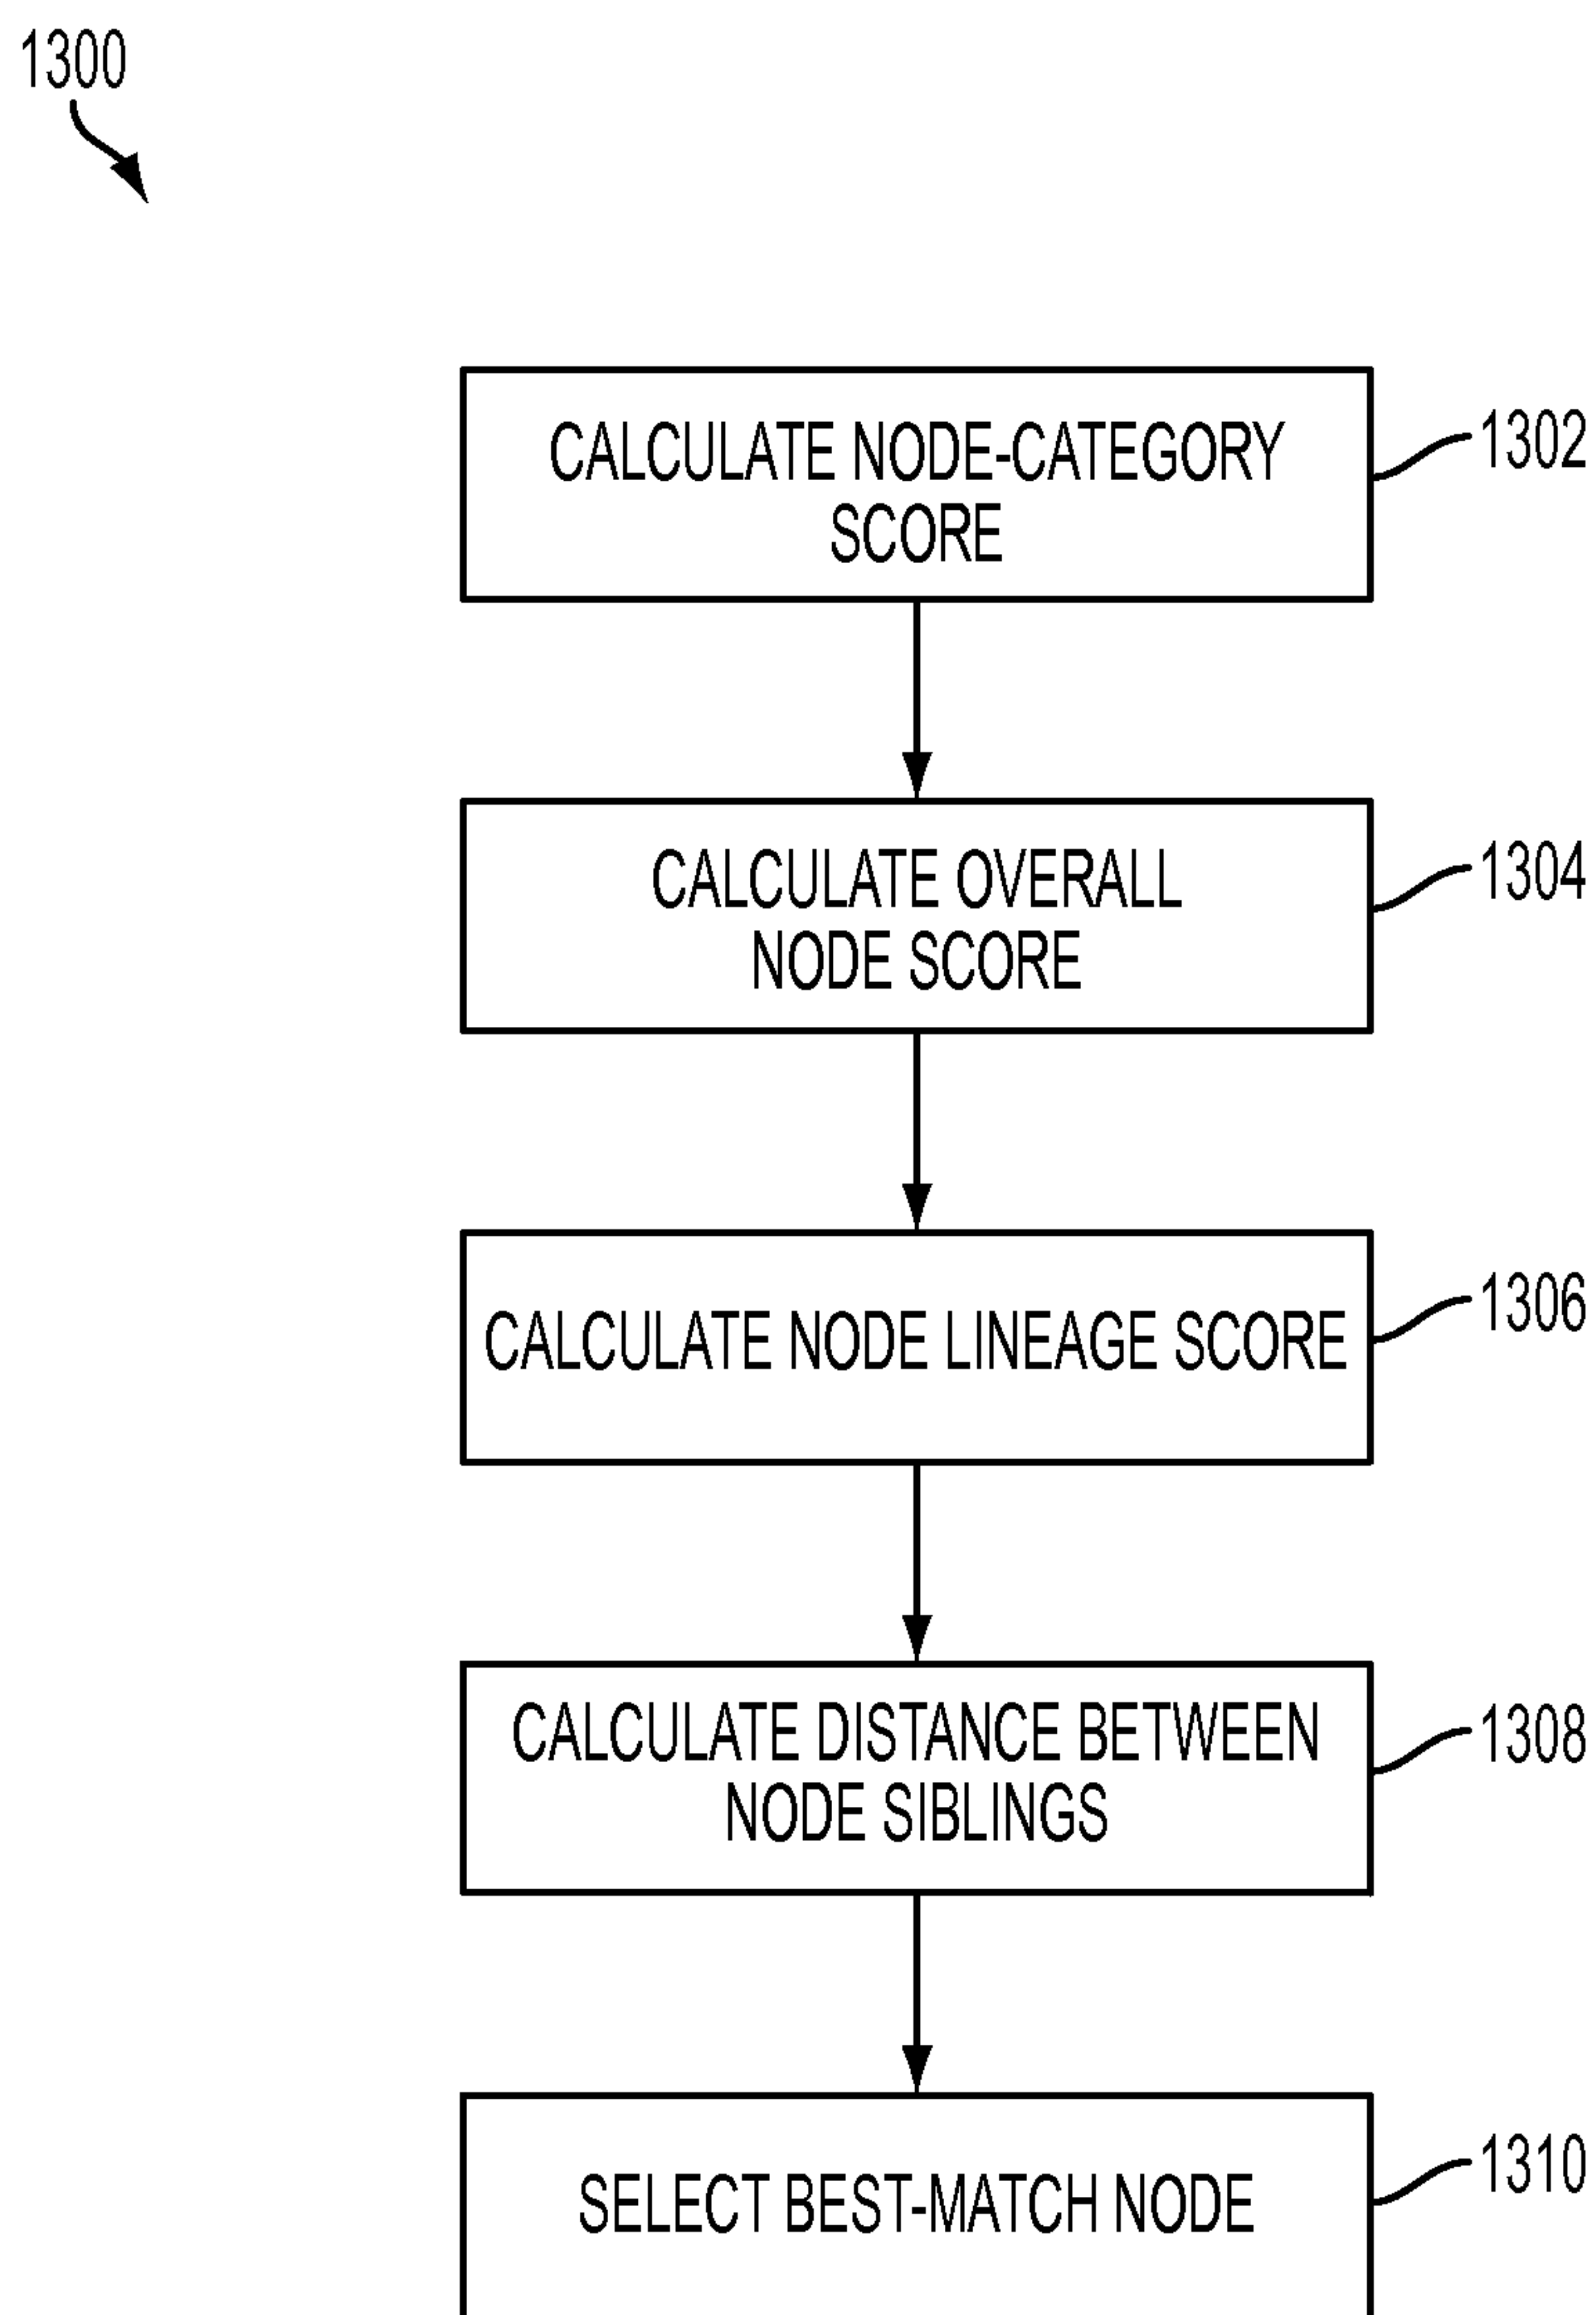 1300
CALCULATE NODE-CATEGORY
SCORE
1302
CALCULATE OVERALL
NODE SCORE
1304
CALCULATE NODE LINEAGE SCORE
1306
CALCULATE DISTANCE BETWEEN
NODE SIBLINGS
1308
SELECT BEST-MATCH NODE
1310